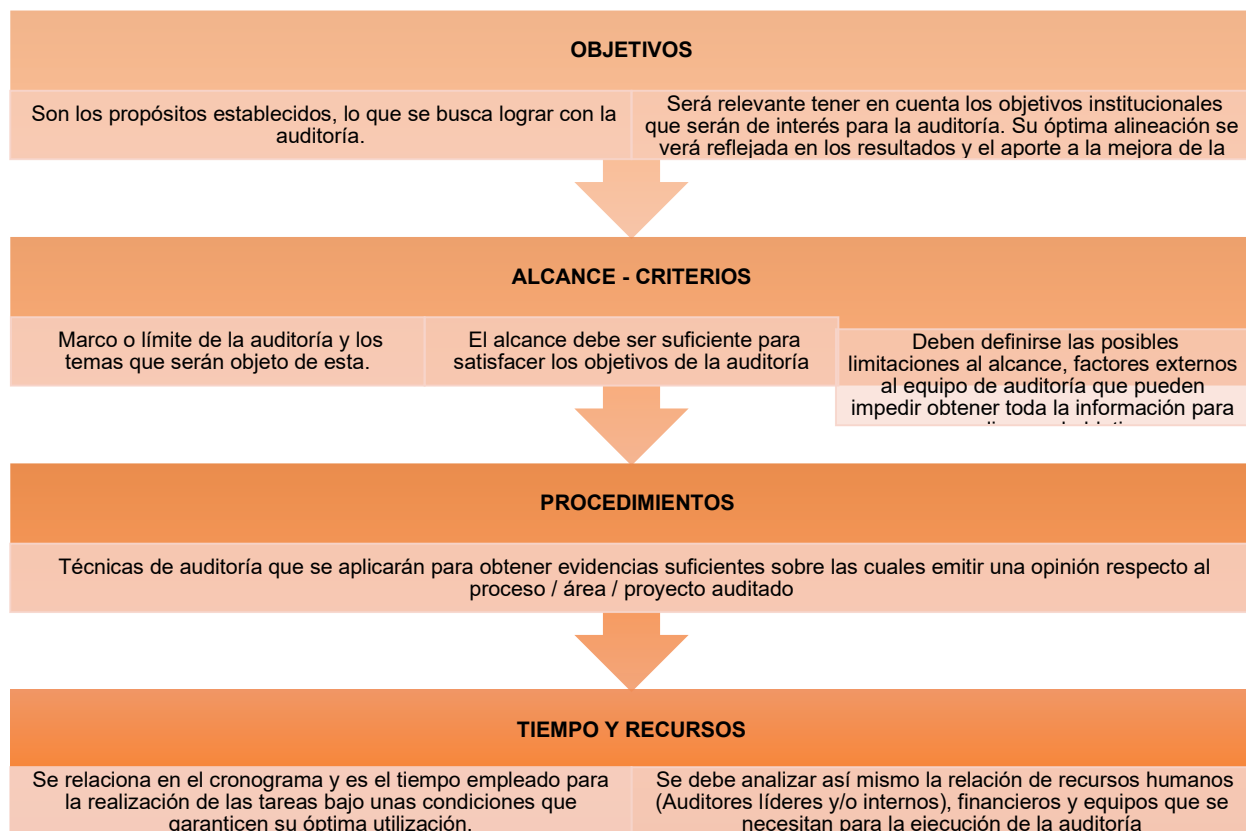 OBJETIVOS
Son los propósitos establecidos, lo que se busca lograr con la
auditoría.
Será relevante tener en cuenta los objetivos institucionales
que serán de interés para la auditoría. Su óptima alineación se
verá reflejada en los resultados y el aporte a la mejora de la
ALCANCE - CRITERIOS
Marco o límite de la auditoría y los
temas que serán objeto de esta.
El alcance debe ser suficiente para
satisfacer los objetivos de la auditoría
Deben definirse las posibles
limitaciones al alcance, factores externos
al equipo de auditoría que pueden
impedir obtener toda la información para
PROCEDIMIENTOS
Técnicas de auditoría que se aplicarán para obtener evidencias suficientes sobre las cuales emitir una opinión respecto al
proceso / área / proyecto auditado
TIEMPO Y RECURSOS
Se relaciona en el cronograma y es el tiempo empleado para
la realización de las tareas bajo unas condiciones que
garanticen su óptima utilización.
Se debe analizar así mismo la relación de recursos humanos
(Auditores líderes y/o internos), financieros y equipos que se
necesitan para la ejecución de la auditoría